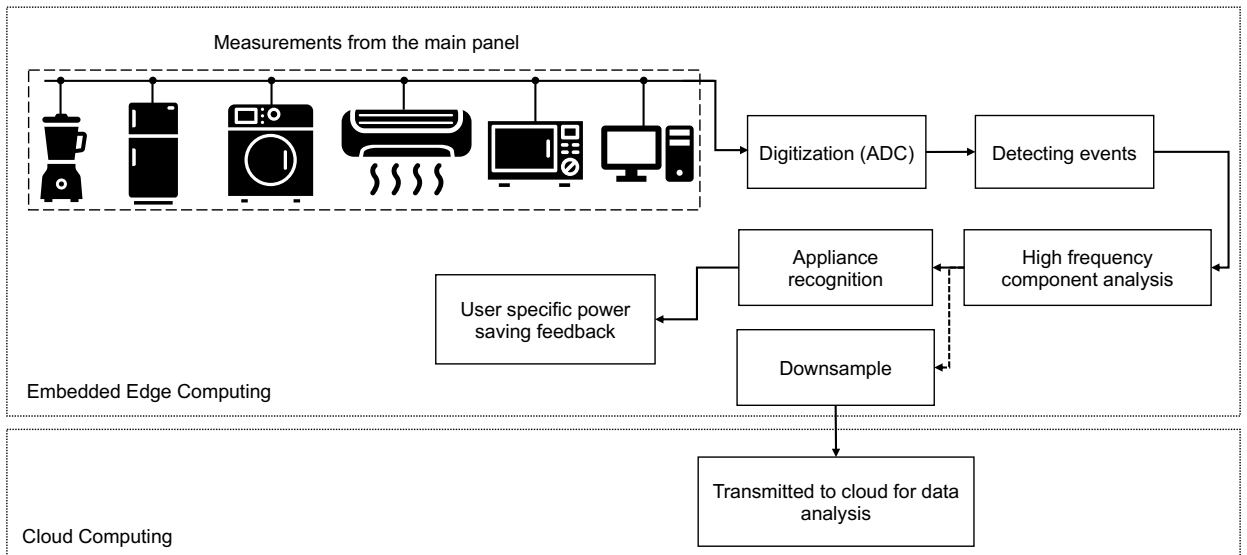 Measurements from the main panel
Digitization (ADC)
Detecting events
High frequency
component analysis
Appliance
recognition
User specific power
saving feedback
Downsample
Embedded Edge Computing
Transmitted to cloud for data
analysis
Cloud Computing